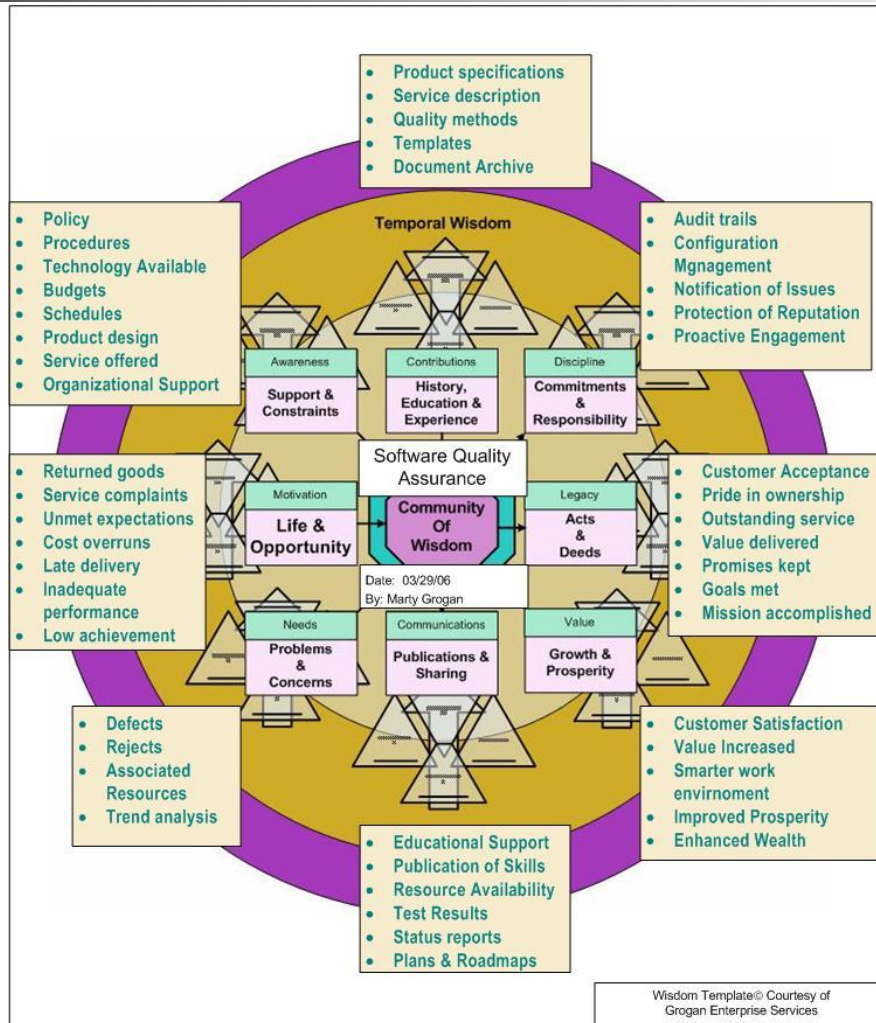 • Product specifications
• Service description
• Quality methods
• Templates
• Document Archive
• Policy
• Procedures
• Technology Available
• Budgets
• Schedules
• Product design
• Service offered
• Organizational Support
Temporal Wisdom
• Audit trails
• Configuration
Mgnagement
• Notification of Issues
• Protection of Reputation
• Proactive Engagement
Awareness
Support &
Constraints
Contributions
History,
Education &
Experience
Discipline
Commitments
&
Responsibility
Software Quality
Assurance
• Returned goods
• Service complaints
• Unmet expectations
• Cost overruns
• Late delivery
• Inadequate
performance
• Low achievement
Motivation
Life &
Opportunity
Community
Of
Wisdom
Legacy
Acts
&
Deeds
• Customer Acceptance
• Pride in ownership
• Outstanding service
• Value delivered
• Promises kept
• Goals met
• Mission accomplished
Date: 03/29/06
By: Marty Grogan
Needs
Problems
&
Concerns
Communications
Publications &
Sharing
Value
Growth &
Prosperity
• Defects
• Rejects
• Associated
Resources
• Trend analysis
• Educational Support
• Publication of Skills
• Resource Availability
• Test Results
• Status reports
• Plans & Roadmaps
• Customer Satisfaction
• Value Increased
• Smarter work
envirnoment
• Improved Prosperity
• Enhanced Wealth
Wisdom Template© Courtesy of
Grogan Enterprise Services